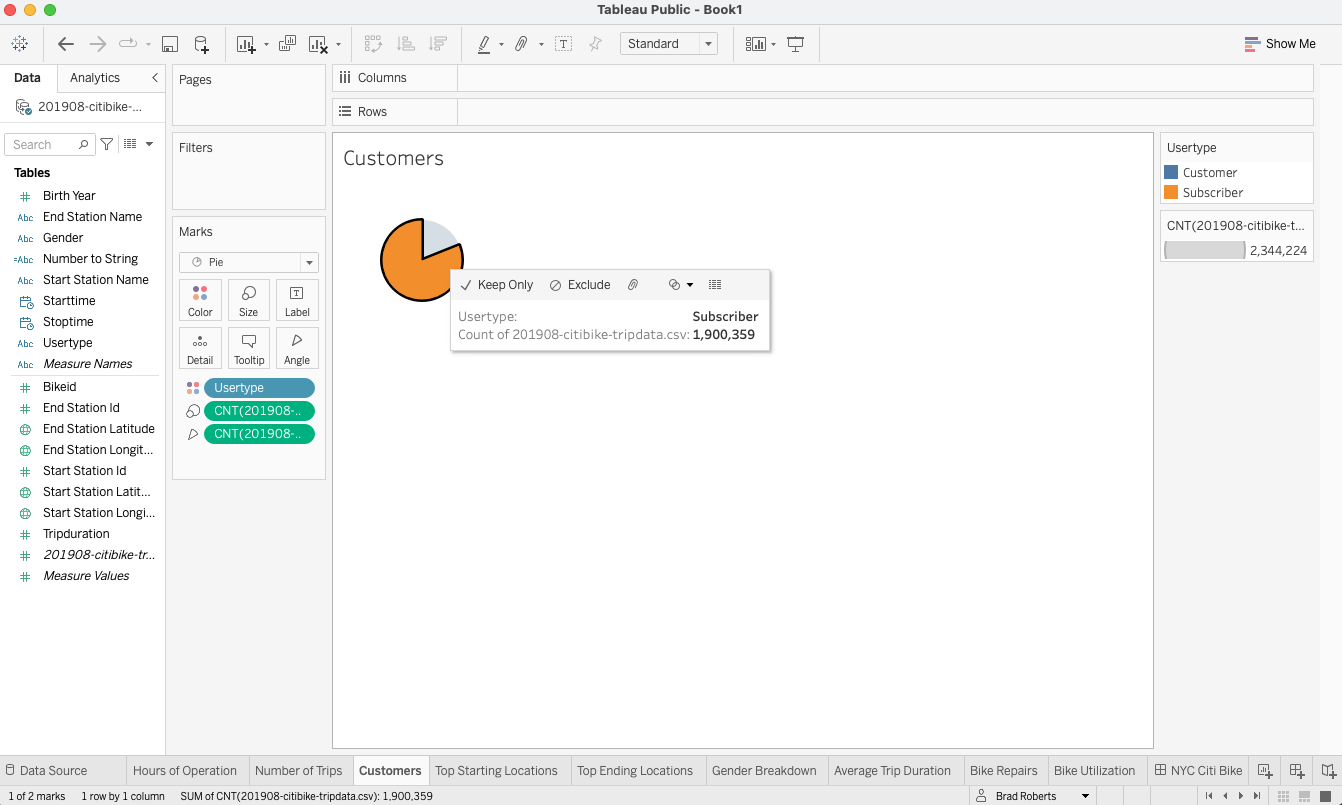 Tableau Public - Book1
Standard
Show Me
Data
Analytics
201908-citibike-...
Search
Tables
Birth Year
Abc End Station Name
Abc Gender
=Abc Number to String
Abc Start Station Name
Starttime
Stoptime
Abc Usertype
Abc Measure Names
Bikeid
End Station Id
End Station Latitude
End Station Longit...
Start Station Id
Start Station Latit...
Start Station Longi...
Tripduration
201908-citibike-tr...
Measure Values
Pages
Filters
Marks
Pie
Color
Size
Label
Detail
Tooltip
Angle
Usertype
CNT(201908-..
CNT(201908-..
Columns
Rows
Customers
Keep Only
Exclude
Usertype: Subscriber
Count of 201908-citibike-tripdata.csv: 1,900,359
Usertype
Customer
Subscriber
CNT(201908-citibike-t...
2,344,224
Data Source
Hours of Operation
Number of Trips
Customers
Top Starting Locations
Top Ending Locations
Gender Breakdown
Average Trip Duration
Bike Repairs
Bike Utilization
NYC Citi Bike
1 of 2 marks
1 row by 1 column
SUM of CNT(201908-citibike-tripdata.csv): 1,900,359
Brad Roberts